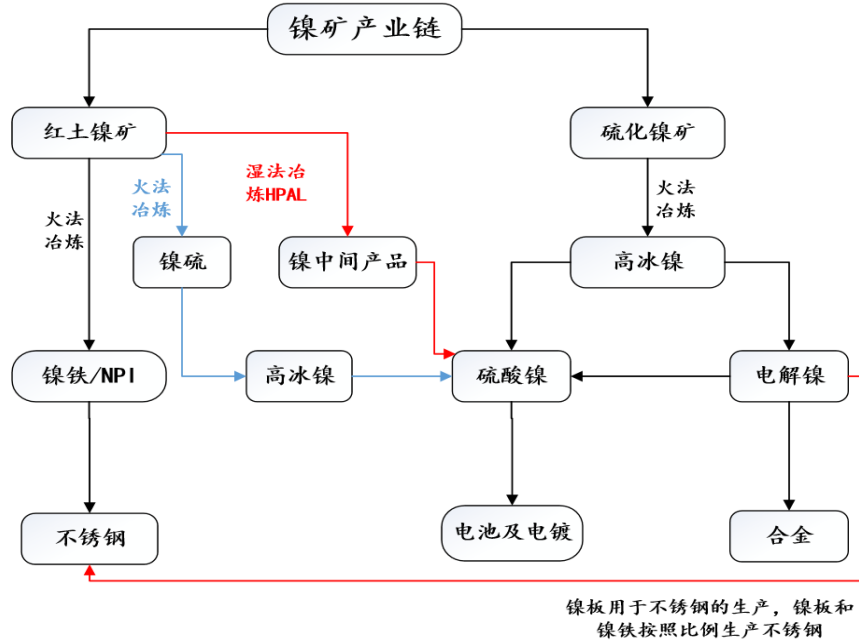 镍矿产业链
红土镍矿
硫化镍矿
湿法冶
炼HPAL
火法
冶炼
火法
冶炼
火法
冶炼
镍硫
镍中间产品
高冰镍
镍铁/NPI
高冰镍
硫酸镍
电解镍
不锈钢
电池及电镀
合金
镍板用于不锈钢的生产，镍板和
镍铁按照比例生产不锈钢